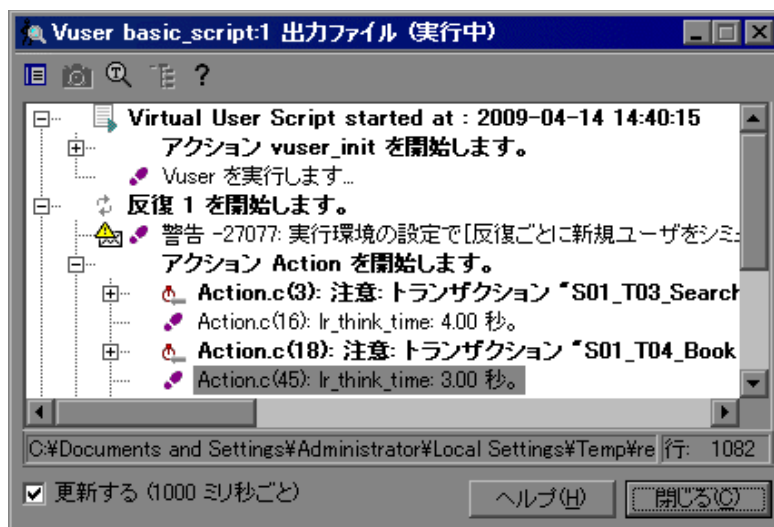 Vuser basic_script:1 出力ファイル (実行中)
?
Virtual User Script started at : 2009-04-14 14:40:15
アクション vuser_init を開始します。
Vuser を実行します...
反復 1 を開始します。
警告 -27077: 実行環境の設定で[反復ごとに新規ユーザをシミュ
アクション Action を開始します。
Action.c(3): 注意: トランザクション "S01_T03_Search
Action.c(16): lr_think_time: 4.00 秒。
Action.c(18): 注意: トランザクション "S01_T04_Book
Action.c(45): lr_think_time: 3.00 秒。
C:¥Documents and Settings¥Administrator¥Local Settings¥Temp¥re 行: 1082
更新する (1000 ミリ秒ごと)
ヘルプ(H) 閉じる(C)